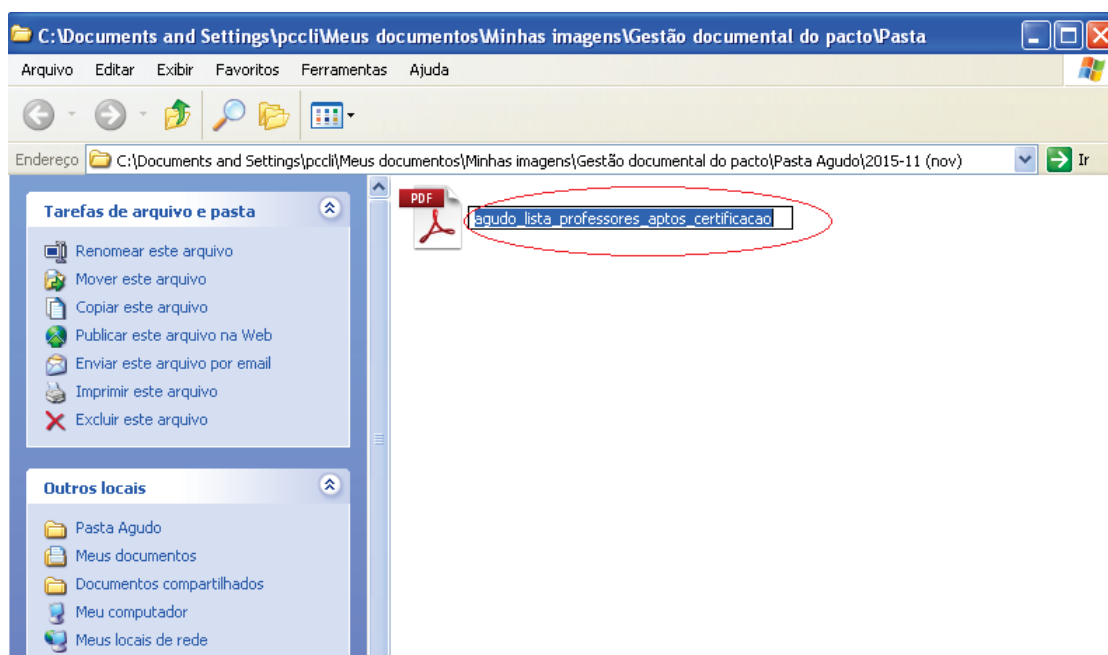 C:\Documents and Settings\pccli\Meus documentos\Minhas imagens\Gestão documental do pacto\Pasta
Arquivo Editar Exibir Favoritos Ferramentas Ajuda
Endereço C:\Documents and Settings\pccli\Meus documentos\Minhas imagens\Gestão documental do pacto\Pasta Agudo\2015-11 (nov) Ir
Tarefas de arquivo e pasta
Renomear este arquivo
Mover este arquivo
Copiar este arquivo
Publicar este arquivo na Web
Enviar este arquivo por email
Imprimir este arquivo
Excluir este arquivo
Outros locais
Pasta Agudo
Meus documentos
Documentos compartilhados
Meu computador
Meus locais de rede
PDF
agudo_lista_professores_aptos_certificacao